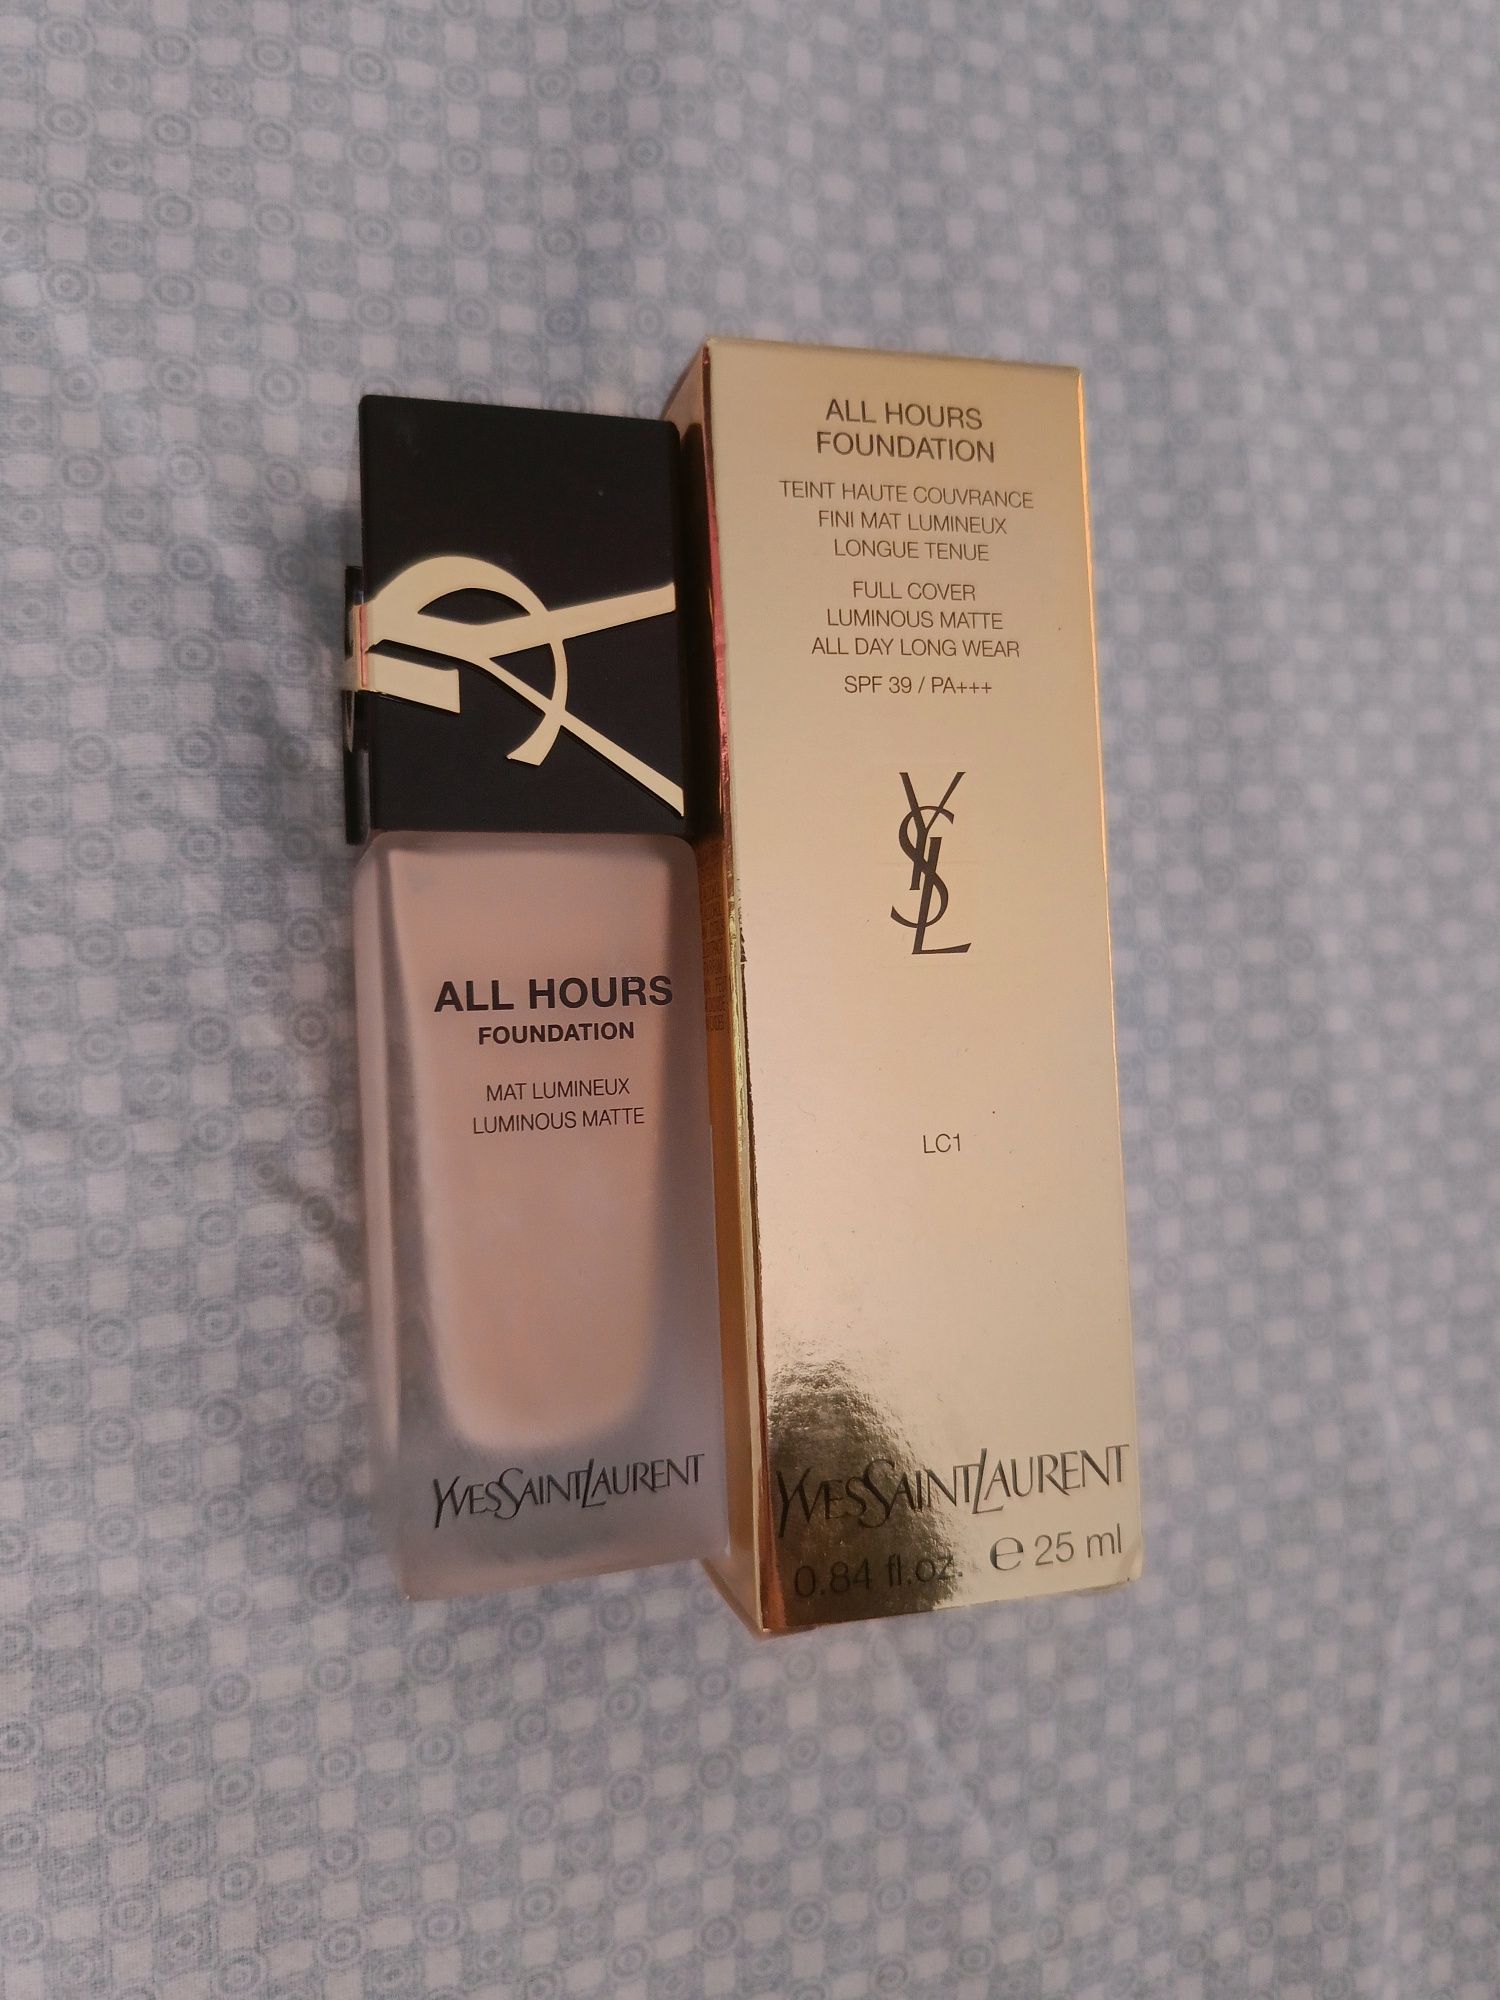 ALL HOURS
FOUNDATION
MAT LUMINEUX
LUMINOUS MATTE
YVESSAINTLAURENT
ALL HOURS
FOUNDATION
TEINT HAUTE COUVRANCE
FINI MAT LUMINEUX
LONGUE TENUE
FULL COVER
LUMINOUS MATTE
ALL DAY LONG WEAR
SPF 39 / PA+++
YSL
LC1
YVESSAINTLAURENT
0.84 fl.oz. ℮ 25 ml